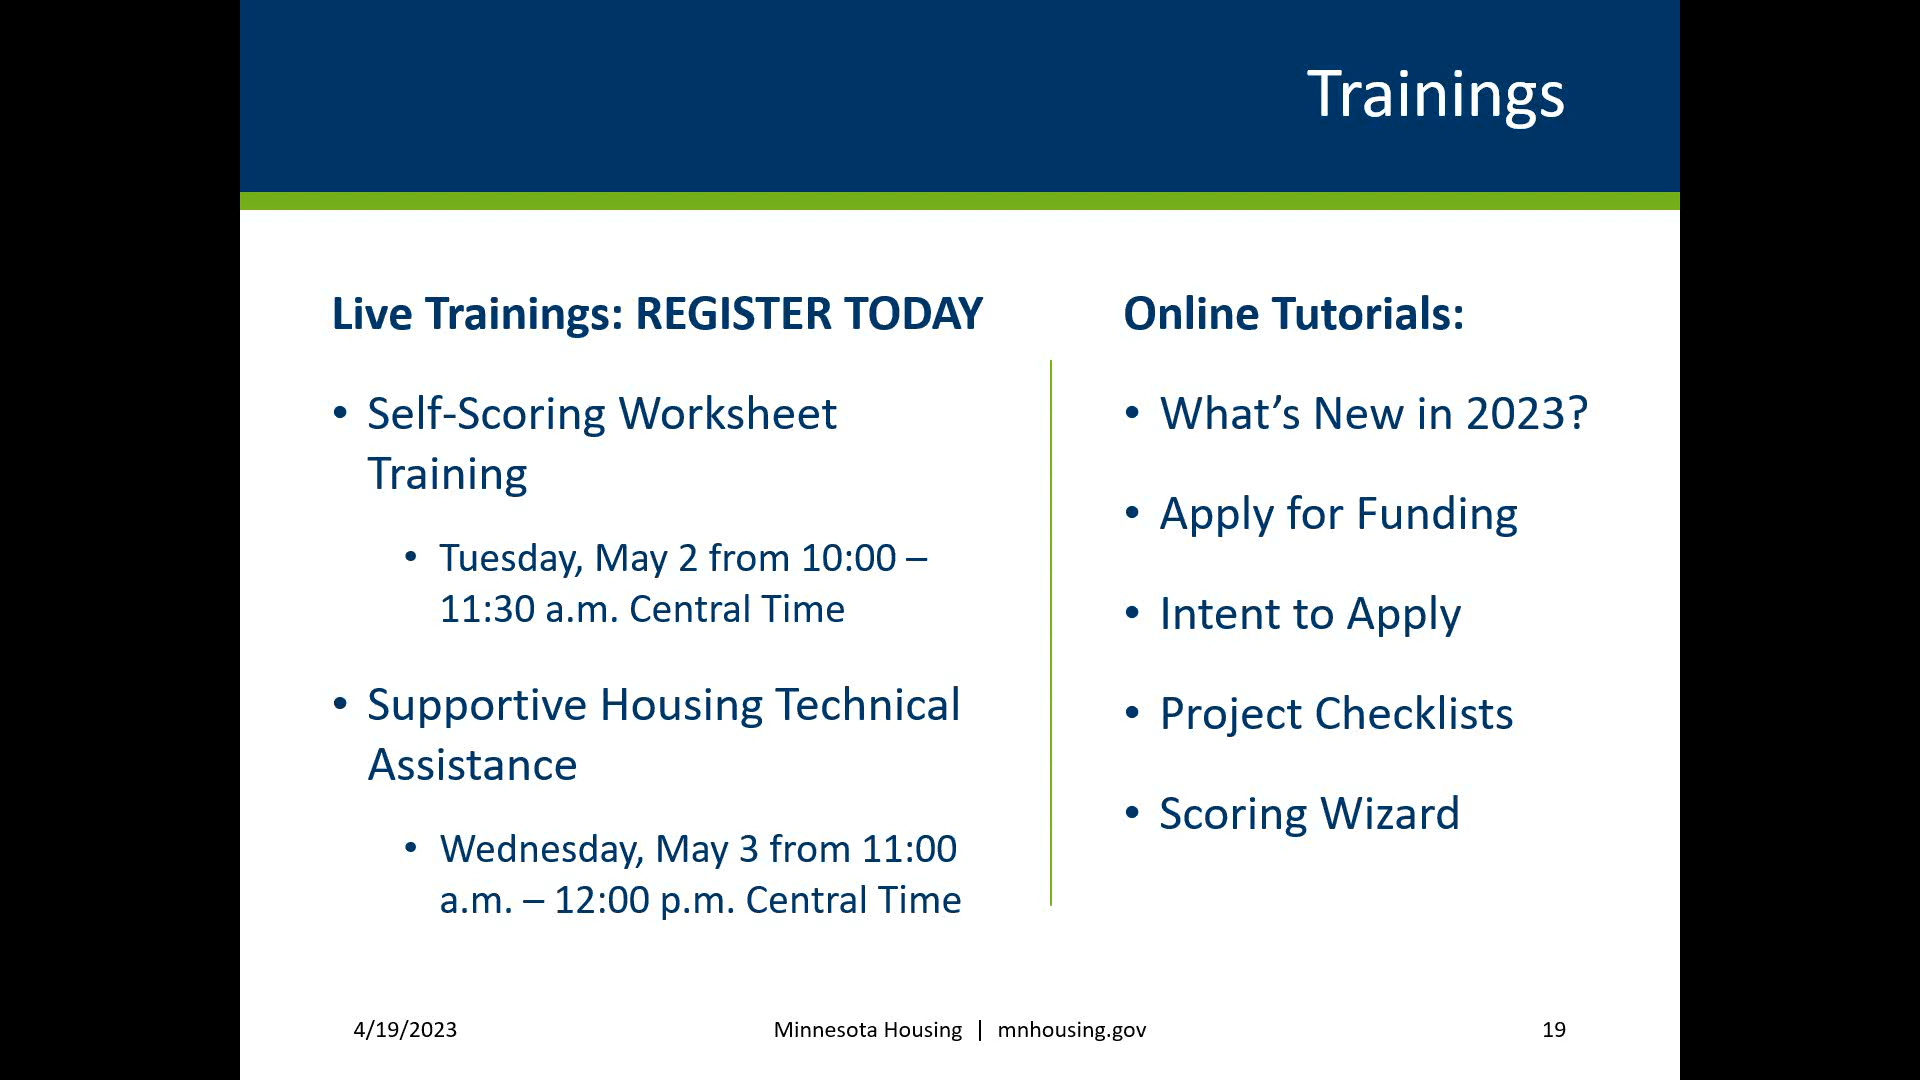 Trainings
Live Trainings: REGISTER TODAY
• Self-Scoring Worksheet
Training
• Tuesday, May 2 from 10:00 –
11:30 a.m. Central Time
• Supportive Housing Technical
Assistance
• Wednesday, May 3 from 11:00
a.m. – 12:00 p.m. Central Time
Online Tutorials:
• What’s New in 2023?
• Apply for Funding
• Intent to Apply
• Project Checklists
• Scoring Wizard
4/19/2023
Minnesota Housing | mnhousing.gov
19